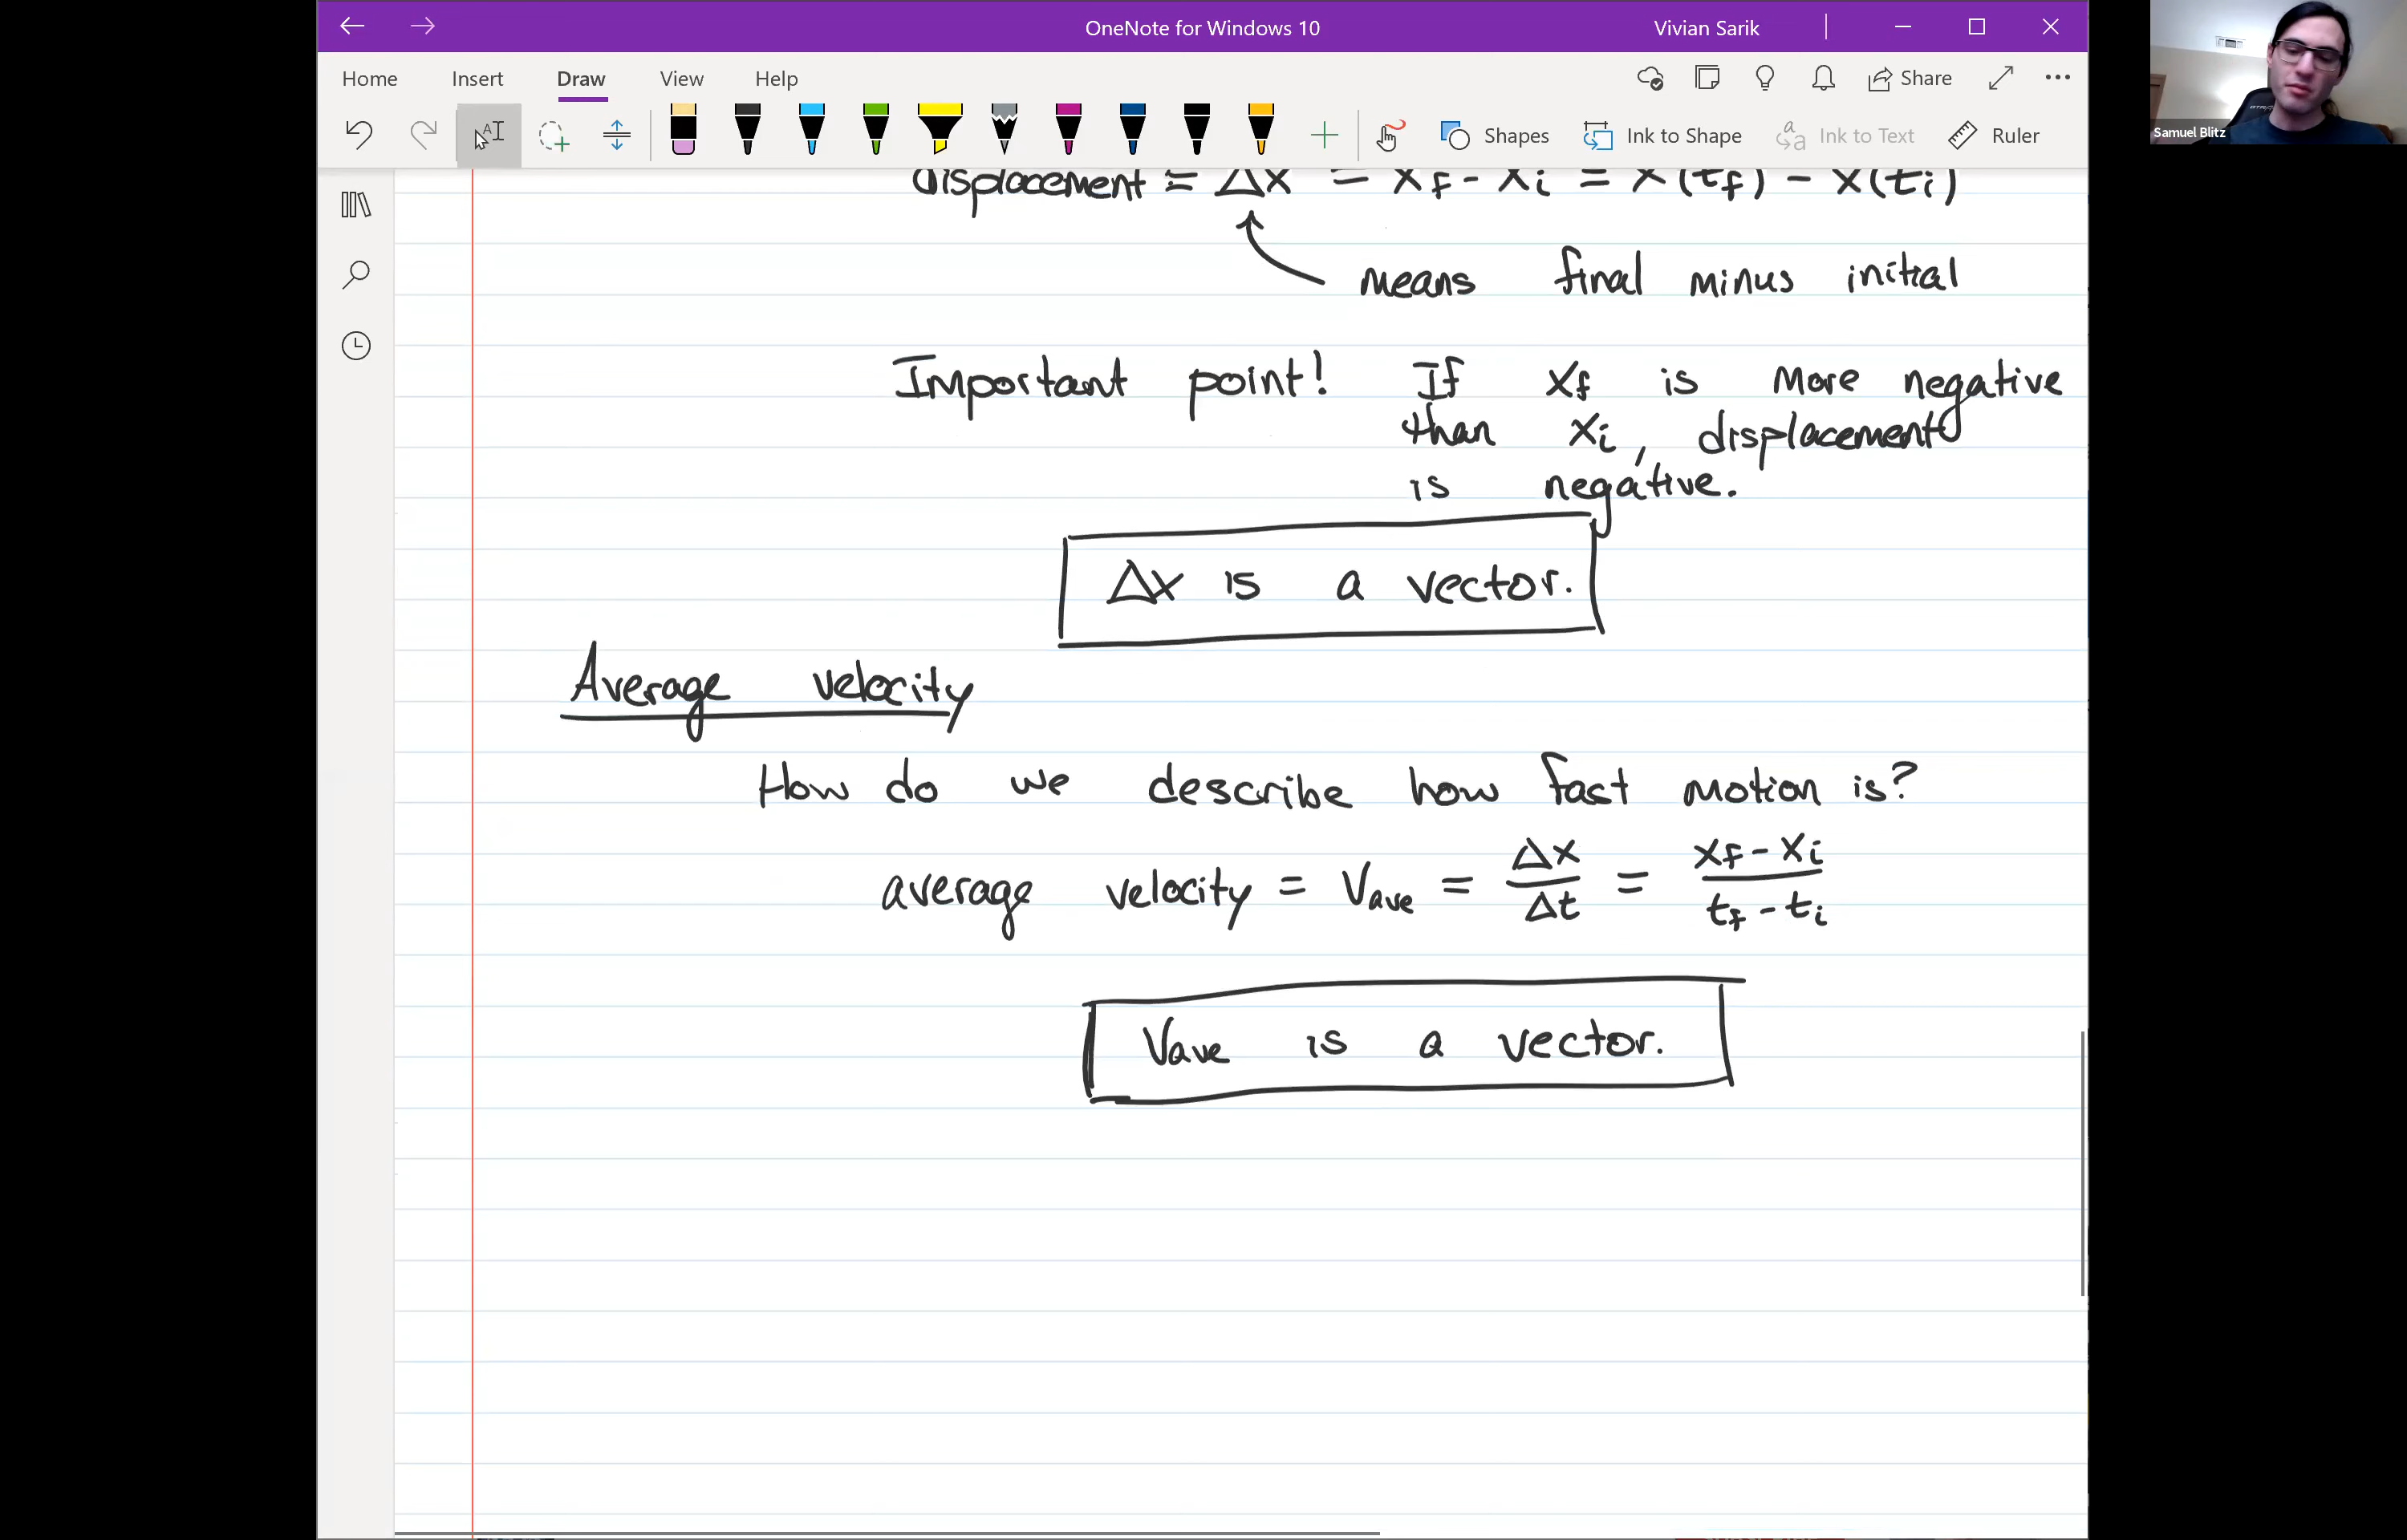 OneNote for Windows 10 Vivian Sarik
Home Insert Draw View Help Share
Shapes Ink to Shape Ink to Text Ruler
Samuel Blitz
displacement = Δx = xf - xi = x(tf) - x(ti)
means final minus initial
Important point! If xf is more negative
than xi, displacement
is negative.
Δx is a vector.
Average velocity
How do we describe how fast motion is?
average velocity = Vave = Δx/Δt = xf - xi / tf - ti
Vave is a vector.